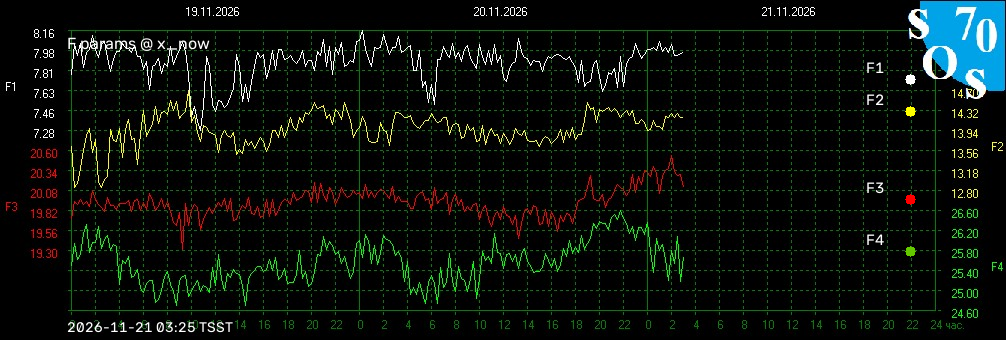 19.11.2026 20.11.2026 21.11.2026
F params @ x_now
8.16
7.98
7.81
7.63
7.46
7.28
F1
20.60
20.34
20.08
19.82
19.56
19.30
F3
F1
F2
F3
F4
S 70
O
S
14.70
14.32
13.94
13.56
13.18
12.80
F2
26.60
26.20
25.80
25.40
25.00
24.60
F4
2026-11-21 03:25 TSST
14 16 18 20 22 0 2 4 6 8 10 12 14 16 18 20 22 0 2 4 6 8 10 12 14 16 18 20 22 24 час.